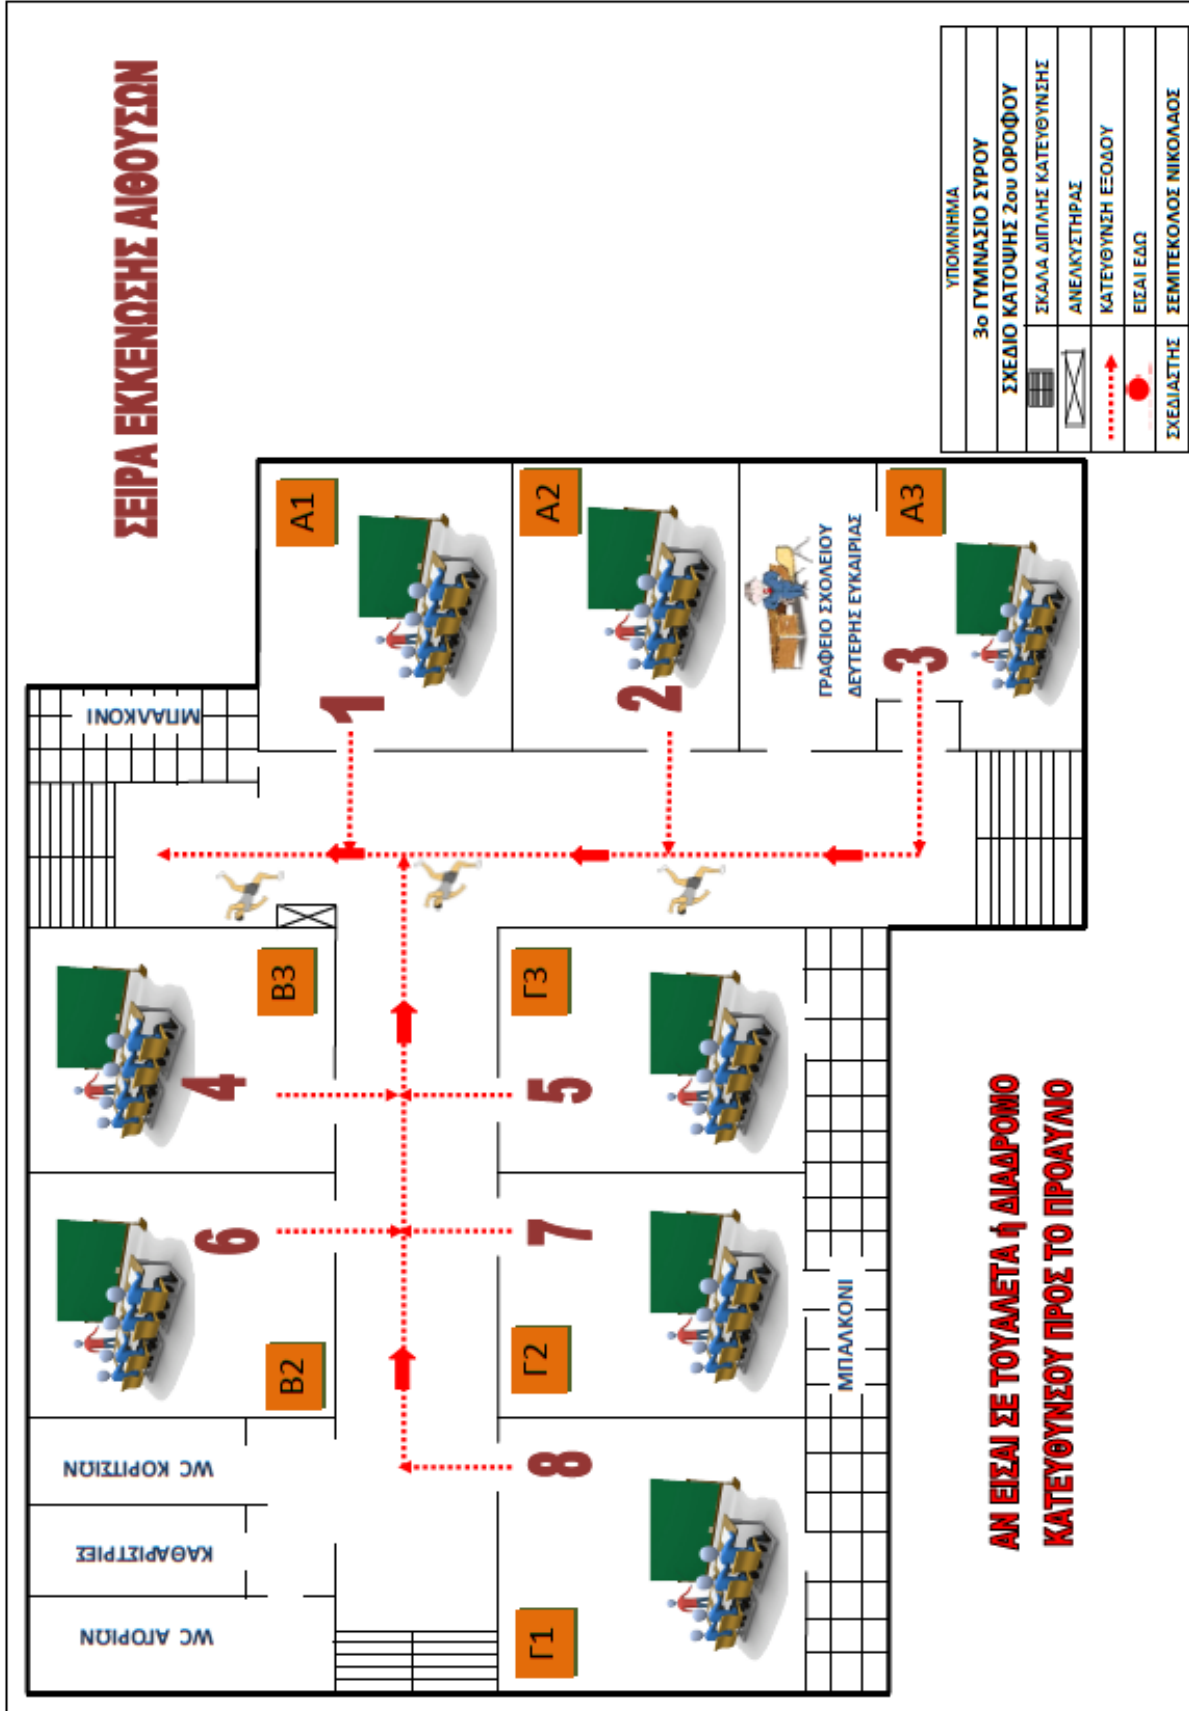 ΣΕΙΡΑ ΕΚΚΕΝΩΣΗΣ ΑΙΘΟΥΣΩΝ
WC ΑΓΟΡΙΩΝ
ΚΑΘΑΡΙΣΤΡΙΕΣ
WC ΚΟΡΙΤΣΙΩΝ
Β2
6
Β3
4
ΜΠΑΛΚΟΝΙ
Α1
1
Α2
2
ΓΡΑΦΕΙΟ ΣΧΟΛΕΙΟΥ
ΔΕΥΤΕΡΗΣ ΕΥΚΑΙΡΙΑΣ
Α3
3
Γ1
8
Γ2
7
Γ3
5
ΜΠΑΛΚΟΝΙ
ΑΝ ΕΙΣΑΙ ΣΕ ΤΟΥΑΛΕΤΑ ή ΔΙΑΔΡΟΜΟ
ΚΑΤΕΥΘΥΝΣΟΥ ΠΡΟΣ ΤΟ ΠΡΟΑΥΛΙΟ
ΥΠΟΜΝΗΜΑ
3ο ΓΥΜΝΑΣΙΟ ΣΥΡΟΥ
ΣΧΕΔΙΟ ΚΑΤΟΨΗΣ 2ου ΟΡΟΦΟΥ
ΣΚΑΛΑ ΔΙΠΛΗΣ ΚΑΤΕΥΘΥΝΣΗΣ
ΑΝΕΛΚΥΣΤΗΡΑΣ
ΚΑΤΕΥΘΥΝΣΗ ΕΞΟΔΟΥ
ΕΙΣΑΙ ΕΔΩ
ΣΧΕΔΙΑΣΤΗΣ ΣΕΜΙΤΕΚΟΛΟΣ ΝΙΚΟΛΑΟΣ